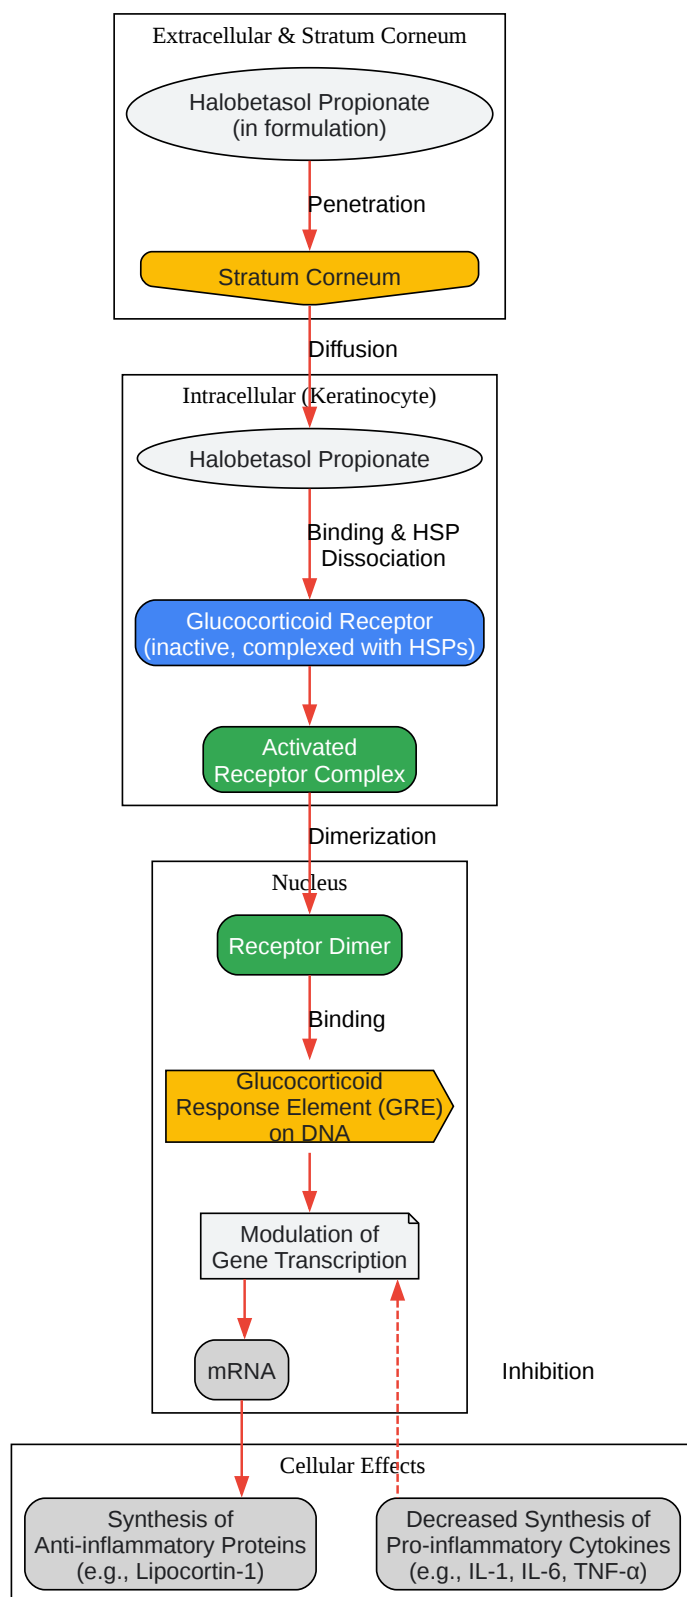 Extracellular & Stratum Corneum
Halobetasol Propionate
(in formulation)
Penetration
Stratum Corneum
Diffusion
Intracellular (Keratinocyte)
Halobetasol Propionate
Binding & HSP
Dissociation
Glucocorticoid Receptor
(inactive, complexed with HSPs)
Activated
Receptor Complex
Dimerization
Nucleus
Receptor Dimer
Binding
Glucocorticoid
Response Element (GRE)
on DNA
Modulation of
Gene Transcription
mRNA
Inhibition
Cellular Effects
Synthesis of
Anti-inflammatory Proteins
(e.g., Lipocortin-1)
Decreased Synthesis of
Pro-inflammatory Cytokines
(e.g., IL-1, IL-6, TNF-α)